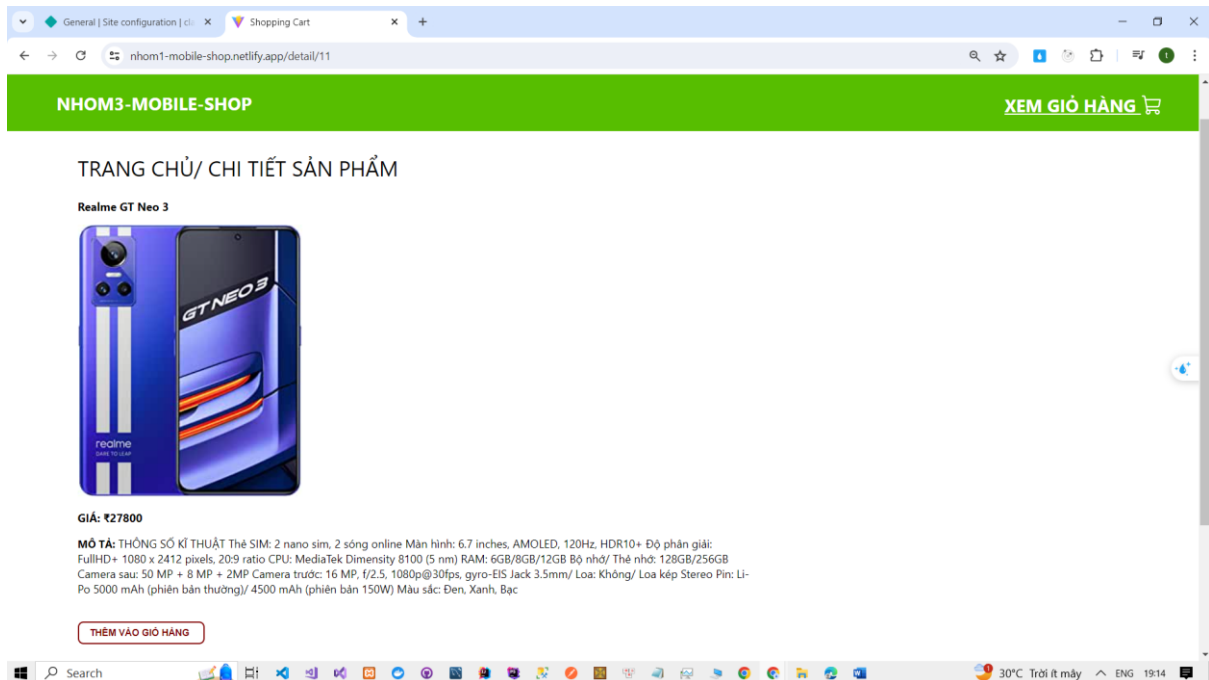 General | Site configuration | cl
Shopping Cart
nhom1-mobile-shop.netlify.app/detail/11
NHOM3-MOBILE-SHOP
XEM GIỎ HÀNG
TRANG CHỦ/ CHI TIẾT SẢN PHẨM
Realme GT Neo 3
GT NEO 3
realme
DARE TO LEAP
GIÁ: ₹27800
MÔ TẢ: THÔNG SỐ KĨ THUẬT Thẻ SIM: 2 nano sim, 2 sóng online Màn hình: 6.7 inches, AMOLED, 120Hz, HDR10+ Độ phân giải:
FullHD+ 1080 x 2412 pixels, 20:9 ratio CPU: MediaTek Dimensity 8100 (5 nm) RAM: 6GB/8GB/12GB Bộ nhớ/ Thẻ nhớ: 128GB/256GB
Camera sau: 50 MP + 8 MP + 2MP Camera trước: 16 MP, f/2.5, 1080p@30fps, gyro-EIS Jack 3.5mm/ Loa: Không/ Loa kép Stereo Pin: Li-
Po 5000 mAh (phiên bản thường)/ 4500 mAh (phiên bản 150W) Màu sắc: Đen, Xanh, Bạc
THÊM VÀO GIỎ HÀNG
Search
30°C Trời ít mây ENG 19:14